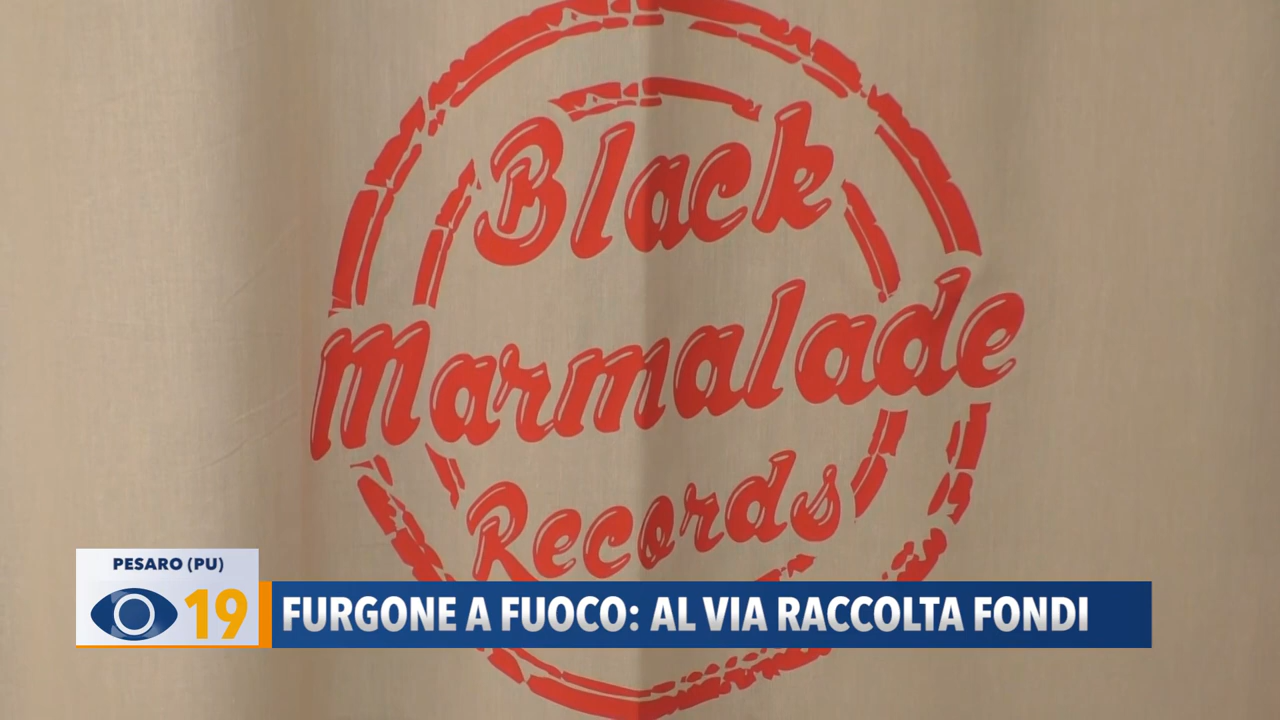 Black
Marmalade
Records
PESARO (PU)
19
FURGONE A FUOCO: AL VIA RACCOLTA FONDI